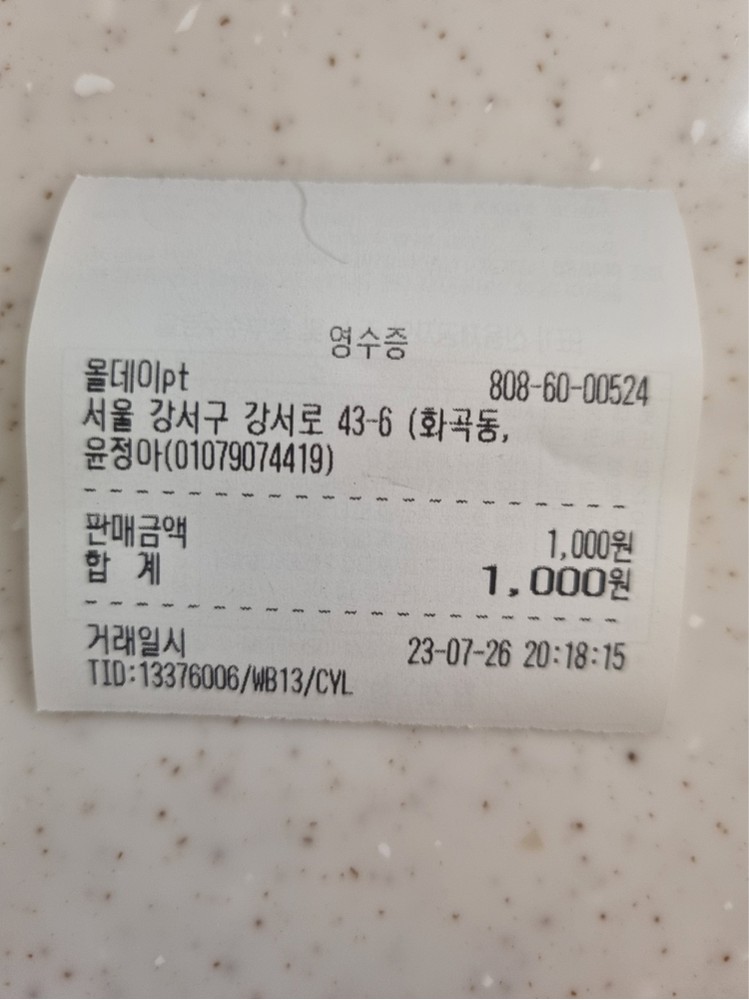 영수증
올데이pt 808-60-00524
서울 강서구 강서로 43-6 (화곡동,
윤정아(01079074419)
판매금액 1,000원
합 계 1,000원
거래일시 23-07-26 20:18:15
TID:13376006/WB13/CYL